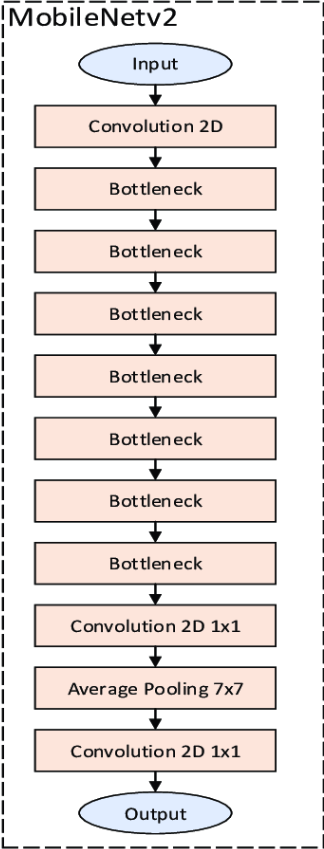 MobileNetv2
Input
Convolution 2D
Bottleneck
Bottleneck
Bottleneck
Bottleneck
Bottleneck
Bottleneck
Bottleneck
Convolution 2D 1x1
Average Pooling 7x7
Convolution 2D 1x1
Output